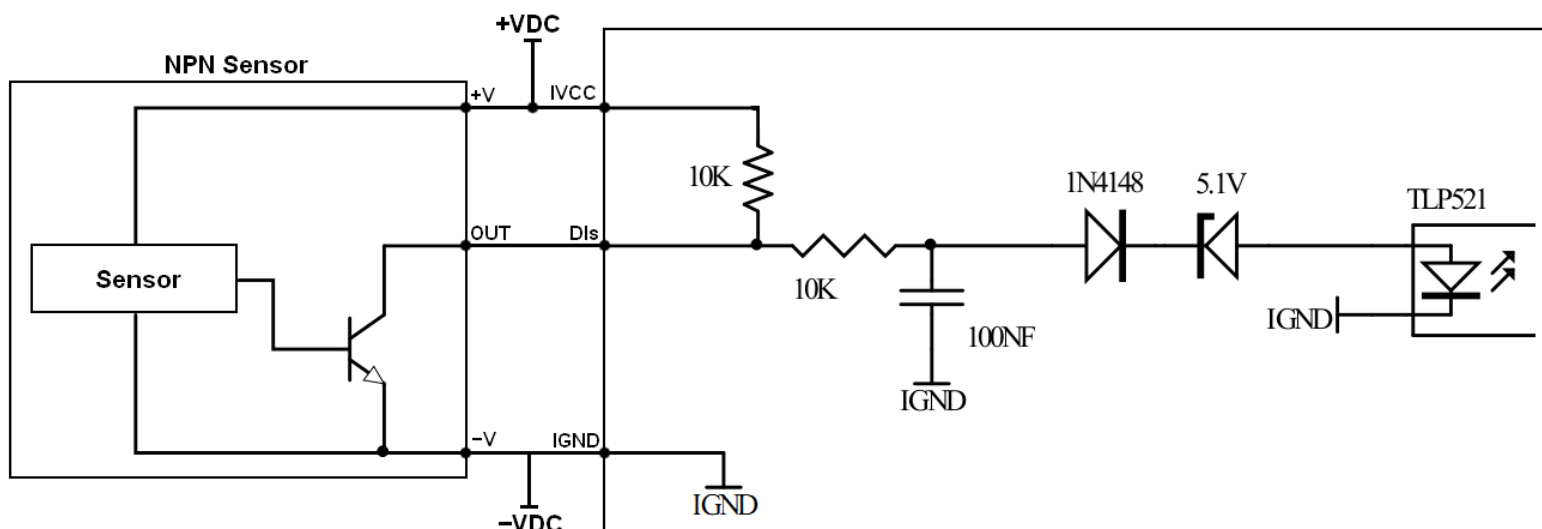 +VDC
NPN Sensor
+V
IVCC
10K
1N4148
5.1V
TLP521
OUT
DIs
Sensor
10K
100NF
IGND
IGND
−V
IGND
IGND
−VDC